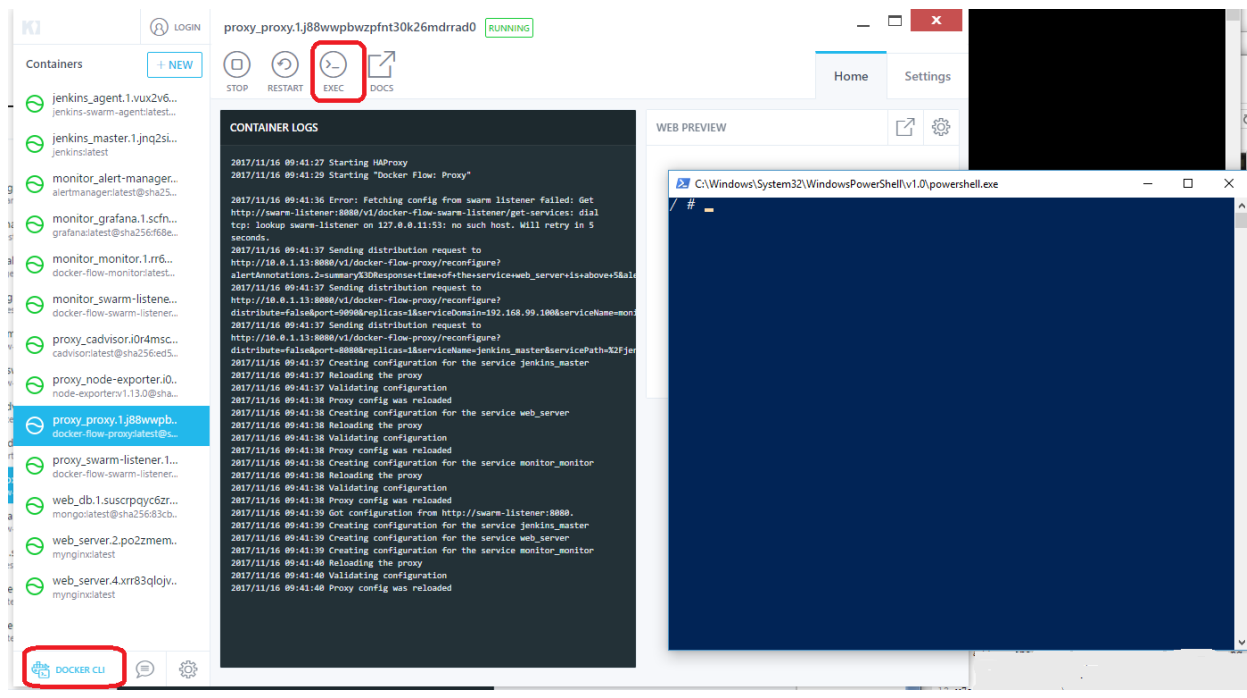 LOGIN
Containers
+ NEW
jenkins_agent.1.vux2v6...
jenkins-swarm-agent:latest...
jenkins_master.1.jnq2si...
jenkins:latest
monitor_alert-manager...
alertmanager:latest@sha25...
monitor_grafana.1.scfn...
grafana:latest@sha256:f68e...
monitor_monitor.1.rr6...
docker-flow-monitor:latest...
monitor_swarm-listene...
docker-flow-swarm-listener...
proxy_cadvisor.i0r4msc...
cadvisor:latest@sha256:ed5...
proxy_node-exporter.i0...
node-exporter:v1.13.0@sha...
proxy_proxy.1.j88wwpb...
docker-flow-proxy:latest@s...
proxy_swarm-listener.1...
docker-flow-swarm-listener...
web_db.1.suscrpqyc6zr...
mongo:latest@sha256:83cb...
web_server.2.po2zmem...
mynginx:latest
web_server.4.xrr83qlojv...
mynginx:latest
DOCKER CLI
proxy_proxy.1.j88wwpbwzpfnt30k26mdrrad0 RUNNING
STOP RESTART EXEC DOCS
Home Settings
CONTAINER LOGS
2017/11/16 09:41:27 Starting HAProxy
2017/11/16 09:41:29 Starting "Docker Flow: Proxy"
2017/11/16 09:41:36 Error: Fetching config from swarm listener failed: Get
http://swarm-listener:8080/v1/docker-flow-swarm-listener/get-services: dial
tcp: lookup swarm-listener on 127.0.0.11:53: no such host. Will retry in 5
seconds.
2017/11/16 09:41:37 Sending distribution request to
http://10.0.1.13:8080/v1/docker-flow-proxy/reconfigure?
alertAnnotations.2=summary%3DResponse+time+of+the+service+web_server+is+above+5&ale
2017/11/16 09:41:37 Sending distribution request to
http://10.0.1.13:8080/v1/docker-flow-proxy/reconfigure?
distribute=false&port=9090&replicas=1&serviceDomain=192.168.99.100&serviceName=moni
2017/11/16 09:41:37 Sending distribution request to
http://10.0.1.13:8080/v1/docker-flow-proxy/reconfigure?
distribute=false&port=8080&replicas=1&serviceName=jenkins_master&servicePath=%2Fjer
2017/11/16 09:41:37 Creating configuration for the service jenkins_master
2017/11/16 09:41:37 Reloading the proxy
2017/11/16 09:41:37 Validating configuration
2017/11/16 09:41:38 Proxy config was reloaded
2017/11/16 09:41:38 Creating configuration for the service web_server
2017/11/16 09:41:38 Reloading the proxy
2017/11/16 09:41:38 Validating configuration
2017/11/16 09:41:38 Proxy config was reloaded
2017/11/16 09:41:38 Creating configuration for the service monitor_monitor
2017/11/16 09:41:38 Reloading the proxy
2017/11/16 09:41:38 Validating configuration
2017/11/16 09:41:38 Proxy config was reloaded
2017/11/16 09:41:39 Got configuration from http://swarm-listener:8080.
2017/11/16 09:41:39 Creating configuration for the service jenkins_master
2017/11/16 09:41:39 Creating configuration for the service web_server
2017/11/16 09:41:39 Creating configuration for the service monitor_monitor
2017/11/16 09:41:40 Reloading the proxy
2017/11/16 09:41:40 Validating configuration
2017/11/16 09:41:40 Proxy config was reloaded
WEB PREVIEW
C:\Windows\System32\WindowsPowerShell\v1.0\powershell.exe
/ # _